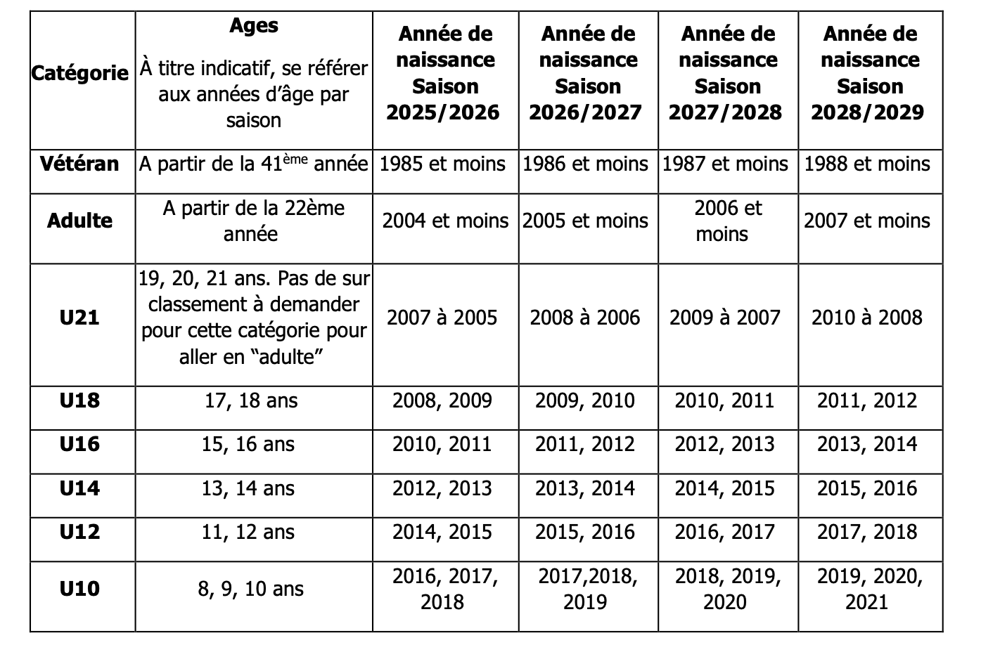 Catégorie
Ages
À titre indicatif, se référer
aux années d’âge par
saison
Année de
naissance
Saison
2025/2026
Année de
naissance
Saison
2026/2027
Année de
naissance
Saison
2027/2028
Année de
naissance
Saison
2028/2029
Vétéran
A partir de la 41ème année
1985 et moins
1986 et moins
1987 et moins
1988 et moins
Adulte
A partir de la 22ème
année
2004 et moins
2005 et moins
2006 et
moins
2007 et moins
U21
19, 20, 21 ans. Pas de sur
classement à demander
pour cette catégorie pour
aller en “adulte”
2007 à 2005
2008 à 2006
2009 à 2007
2010 à 2008
U18
17, 18 ans
2008, 2009
2009, 2010
2010, 2011
2011, 2012
U16
15, 16 ans
2010, 2011
2011, 2012
2012, 2013
2013, 2014
U14
13, 14 ans
2012, 2013
2013, 2014
2014, 2015
2015, 2016
U12
11, 12 ans
2014, 2015
2015, 2016
2016, 2017
2017, 2018
U10
8, 9, 10 ans
2016, 2017,
2018
2017,2018,
2019
2018, 2019,
2020
2019, 2020,
2021